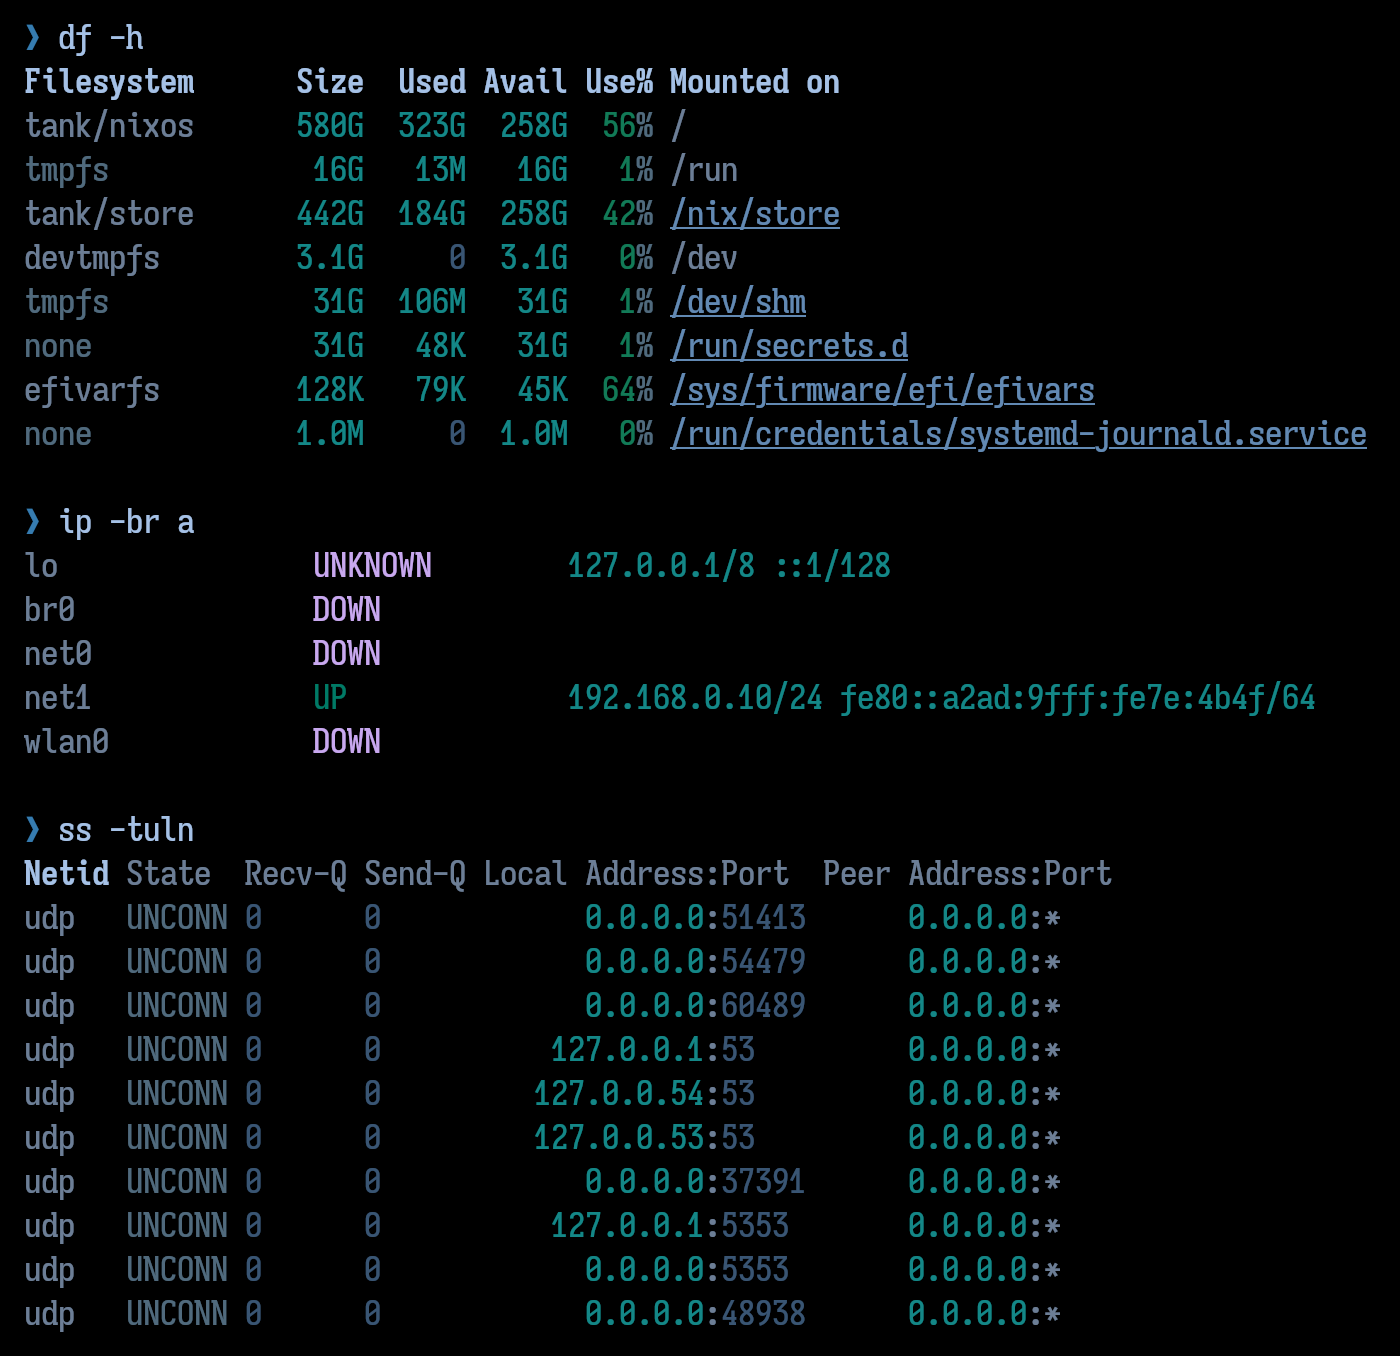 ❯ df -h
Filesystem      Size  Used Avail Use% Mounted on
tank/nixos      580G  323G  258G  56% /
tmpfs            16G   13M   16G   1% /run
tank/store      442G  184G  258G  42% /nix/store
devtmpfs        3.1G     0  3.1G   0% /dev
tmpfs            31G  106M   31G   1% /dev/shm
none             31G   48K   31G   1% /run/secrets.d
efivarfs        128K   79K   45K  64% /sys/firmware/efi/efivars
none            1.0M     0  1.0M   0% /run/credentials/systemd-journald.service

❯ ip -br a
lo               UNKNOWN        127.0.0.1/8 ::1/128
br0              DOWN
net0             DOWN
net1             UP             192.168.0.10/24 fe80::a2ad:9fff:fe7e:4b4f/64
wlan0            DOWN

❯ ss -tuln
Netid State  Recv-Q Send-Q Local Address:Port  Peer Address:Port
udp   UNCONN 0      0            0.0.0.0:51413      0.0.0.0:*
udp   UNCONN 0      0            0.0.0.0:54479      0.0.0.0:*
udp   UNCONN 0      0            0.0.0.0:60489      0.0.0.0:*
udp   UNCONN 0      0          127.0.0.1:53         0.0.0.0:*
udp   UNCONN 0      0         127.0.0.54:53         0.0.0.0:*
udp   UNCONN 0      0         127.0.0.53:53         0.0.0.0:*
udp   UNCONN 0      0            0.0.0.0:37391      0.0.0.0:*
udp   UNCONN 0      0          127.0.0.1:5353       0.0.0.0:*
udp   UNCONN 0      0            0.0.0.0:5353       0.0.0.0:*
udp   UNCONN 0      0            0.0.0.0:48938      0.0.0.0:*